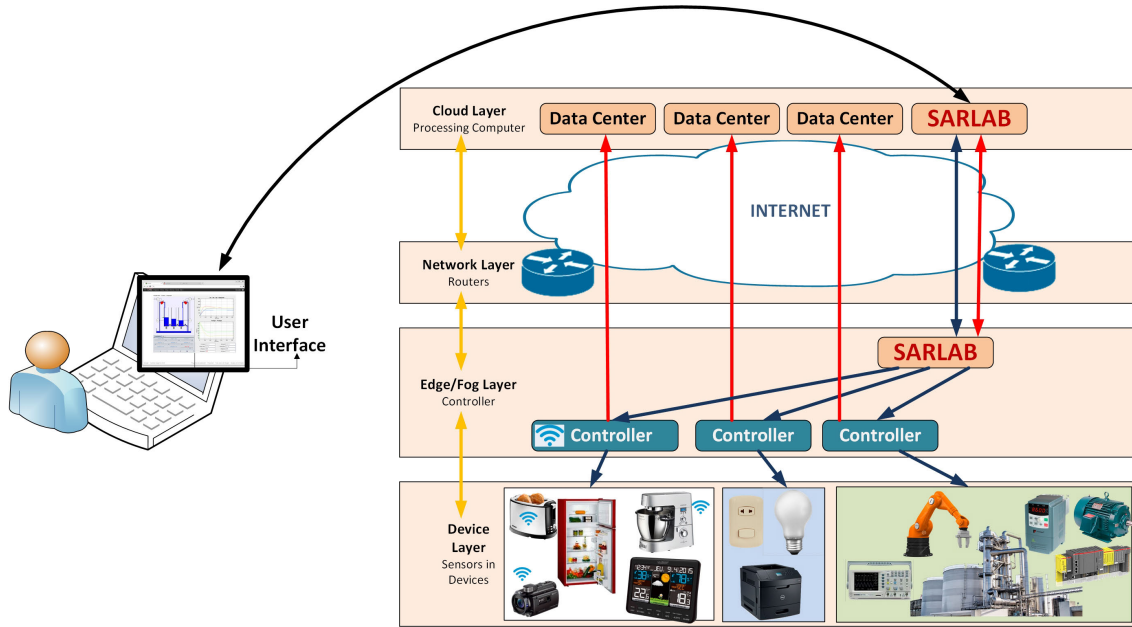 Cloud Layer
Processing Computer
Data Center
Data Center
Data Center
SARLAB
INTERNET
Network Layer
Routers
User
Interface
SARLAB
Edge/Fog Layer
Controller
Controller
Controller
Controller
Device
Layer
Sensors in
Devices